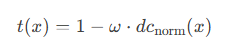 t(x) = 1 − ω · dc_norm(x)